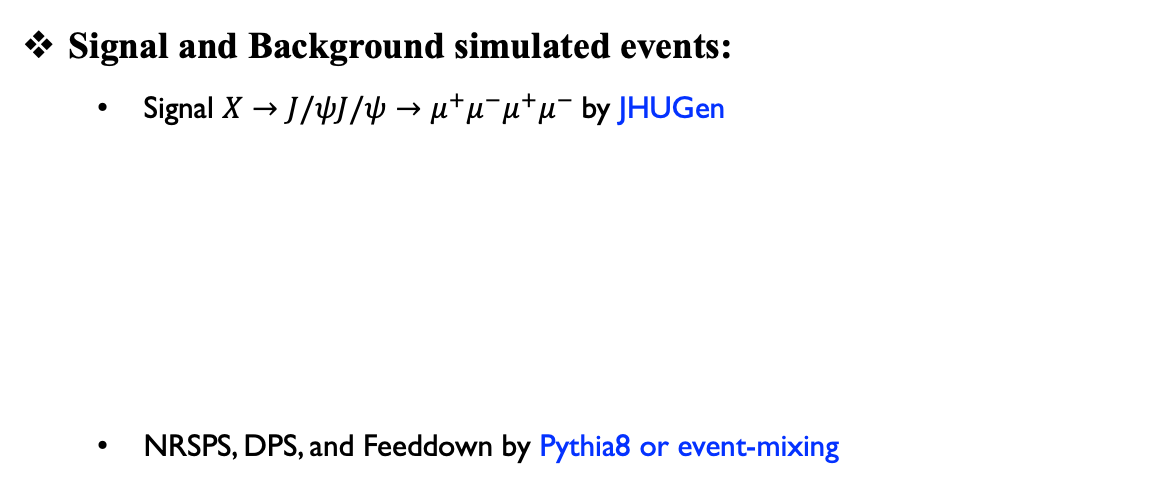 ❖ Signal and Background simulated events:
• Signal 𝑋 → 𝐽/𝜓𝐽/𝜓 → 𝜇⁺𝜇⁻𝜇⁺𝜇⁻ by JHUGen
• NRSPS, DPS, and Feeddown by Pythia8 or event-mixing